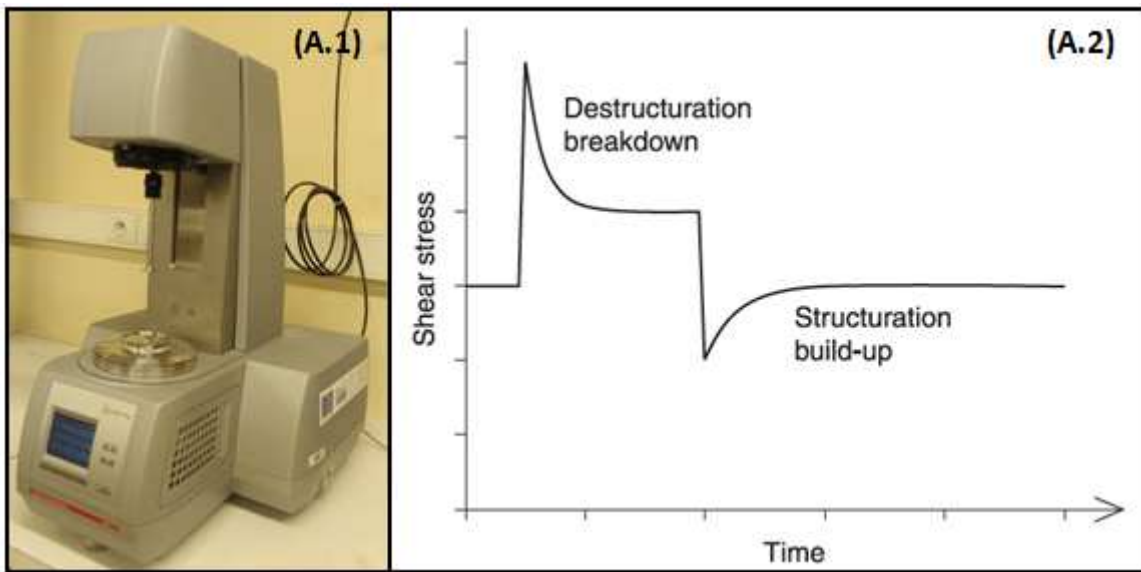 (A.1)
(A.2)
Destructuration
breakdown
Shear stress
Structuration
build-up
Time